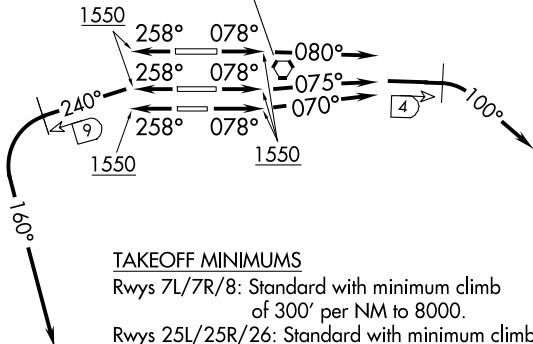 1550
258° 078° 080°
258° 078° 075°
240° 070° 4
9 258° 078° 100°
1550 1550
160°
TAKEOFF MINIMUMS
Rwys 7L/7R/8: Standard with minimum climb
of 300' per NM to 8000.
Rwys 25L/25R/26: Standard with minimum climb